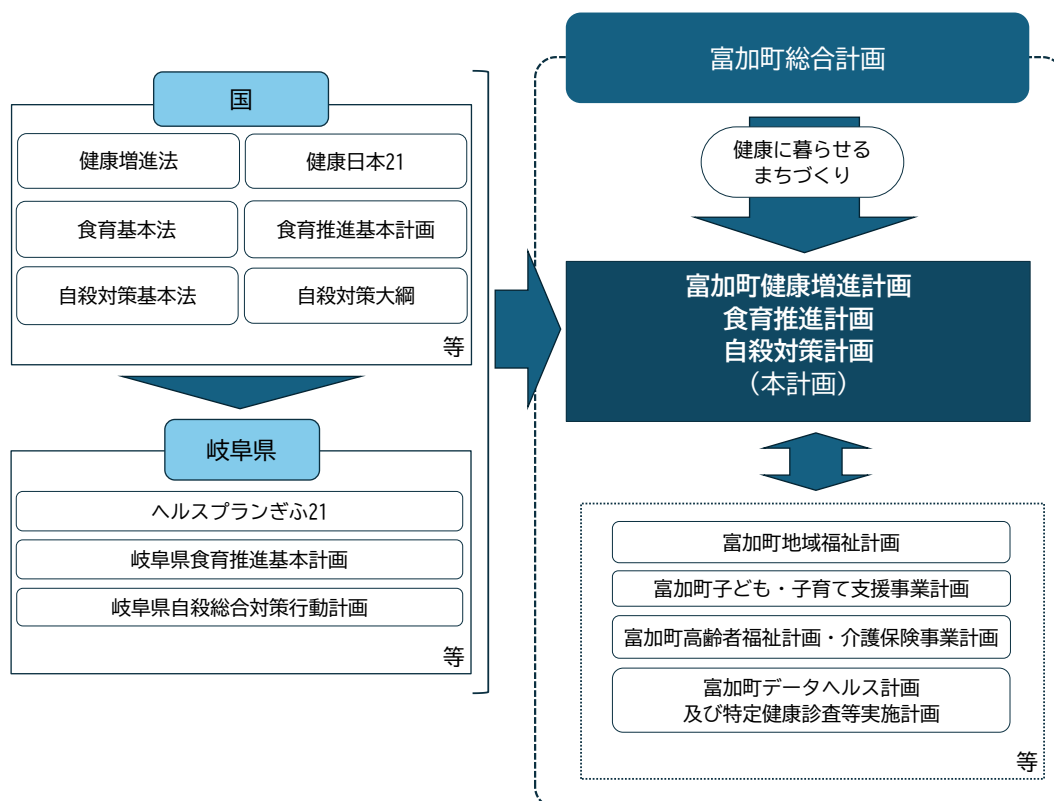 国
健康増進法
健康日本21
食育基本法
食育推進基本計画
自殺対策基本法
自殺対策大綱
等
岐阜県
ヘルスプランぎふ21
岐阜県食育推進基本計画
岐阜県自殺総合対策行動計画
等
富加町総合計画
健康に暮らせる
まちづくり
富加町健康増進計画
食育推進計画
自殺対策計画
（本計画）
富加町地域福祉計画
富加町子ども・子育て支援事業計画
富加町高齢者福祉計画・介護保険事業計画
富加町データヘルス計画
及び特定健康診査等実施計画
等